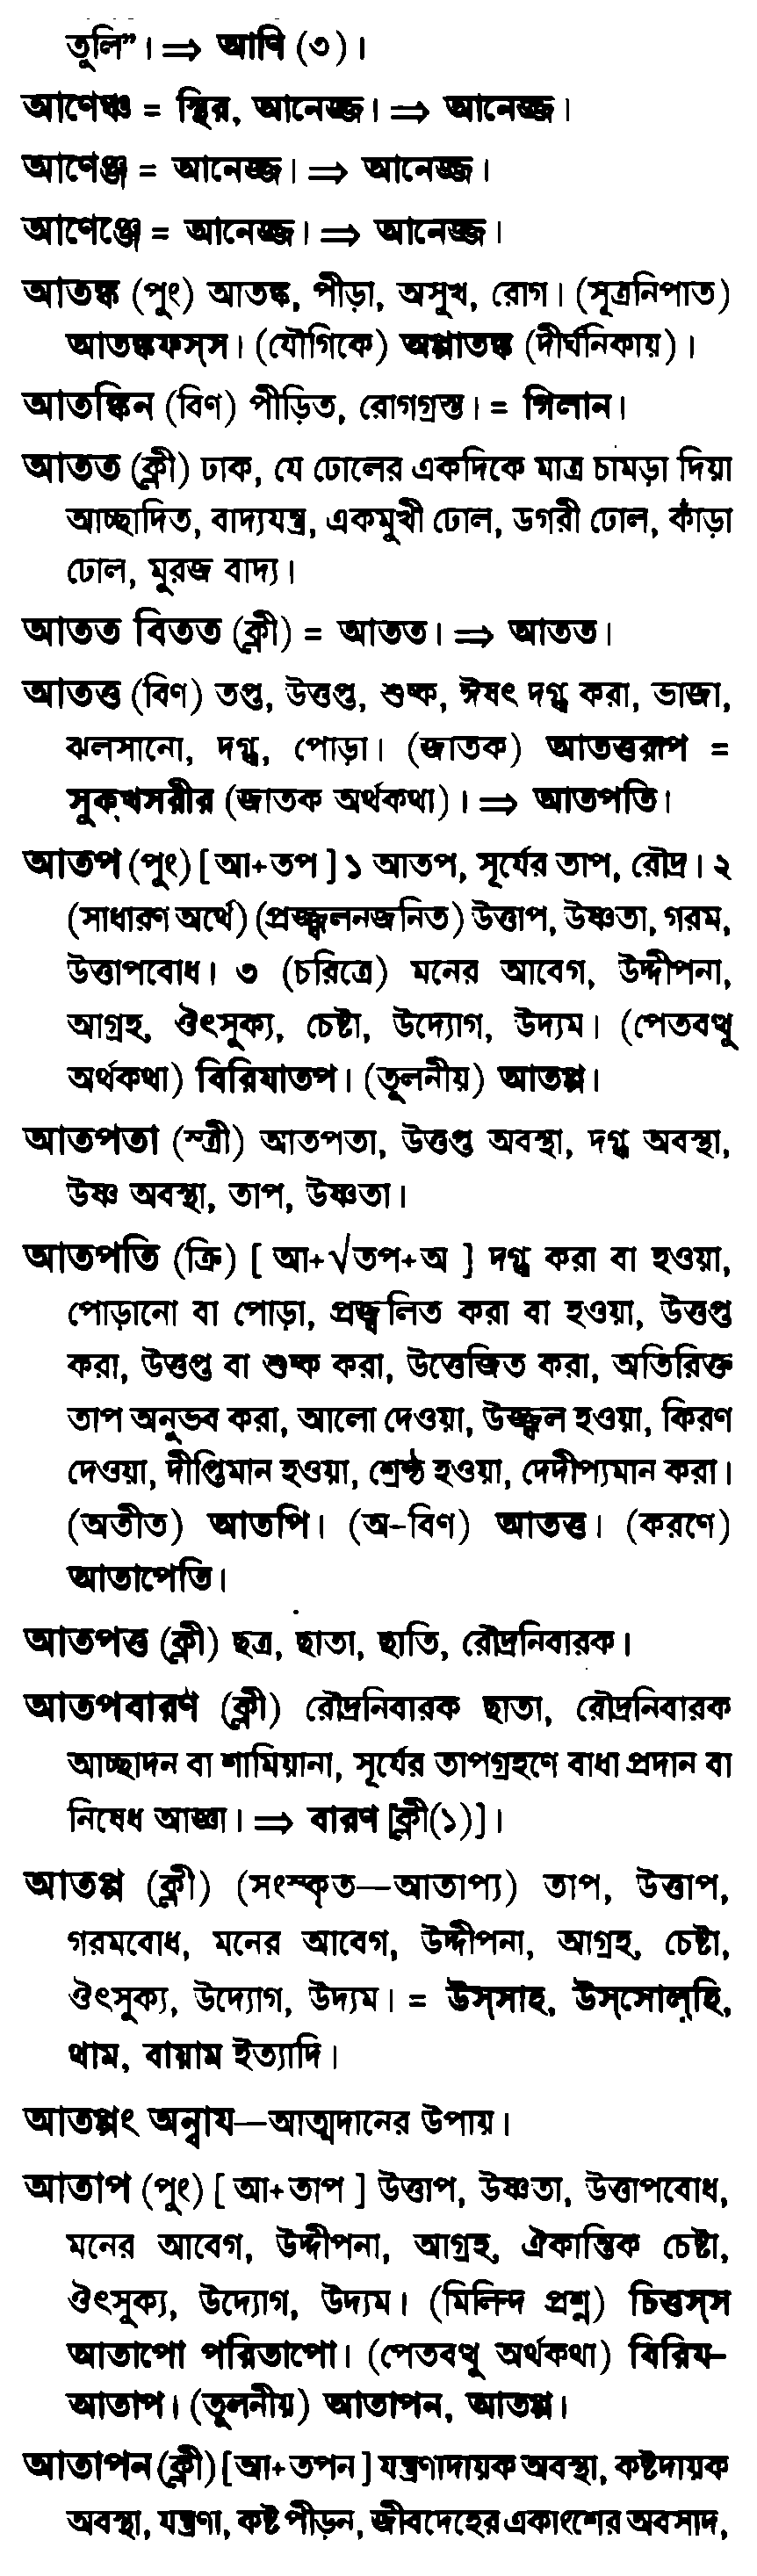 তুলি”। ⇒ আণি (৩)।
আণেঞ্চ = স্থির, আনেজ্জ। ⇒ আনেজ্জ।
আণেঞ্জ = আনেজ্জ। ⇒ আনেজ্জ।
আণেঞ্জে = আনেজ্জ। ⇒ আনেজ্জ।
আতঙ্ক (পুং) আতঙ্ক, পীড়া, অসুখ, রোগ। (সূত্রনিপাত)
আতঙ্কফস্‌স। (যৌগিকে) অপ্পাতঙ্ক (দীর্ঘনিকায়)।
আতঙ্কিন (বিণ) পীড়িত, রোগগ্রস্ত। = গিলান।
আতত (ক্লী) ঢাক, যে ঢোলের একদিকে মাত্র চামড়া দিয়া
আচ্ছাদিত, বাদ্যযন্ত্র, একমুখী ঢোল, ডগরী ঢোল, কাঁড়া
ঢোল, মুরজ বাদ্য।
আতত বিতত (ক্লী) = আতত। ⇒ আতত।
আতত্ত (বিণ) তপ্ত, উত্তপ্ত, শুষ্ক, ঈষৎ দগ্ধ করা, ভাজা,
ঝলসানো, দগ্ধ, পোড়া। (জাতক) আতত্তরূপ =
সুক্‌খসরীর (জাতক অর্থকথা)। ⇒ আতপতি।
আতপ (পুং) [ আ+তপ ] ১ আতপ, সূর্যের তাপ, রৌদ্র। ২
(সাধারণ অর্থে) (প্রজ্জ্বলনজনিত) উত্তাপ, উষ্ণতা, গরম,
উত্তাপবোধ। ৩ (চরিত্রে) মনের আবেগ, উদ্দীপনা,
আগ্রহ, ঔৎসুক্য, চেষ্টা, উদ্যোগ, উদ্যম। (পেতবত্থু
অর্থকথা) বিরিযাতপ। (তুলনীয়) আতপ্প।
আতপতা (স্ত্রী) আতপতা, উত্তপ্ত অবস্থা, দগ্ধ অবস্থা,
উষ্ণ অবস্থা, তাপ, উষ্ণতা।
আতপতি (ক্রি) [ আ+√তপ+অ ] দগ্ধ করা বা হওয়া,
পোড়ানো বা পোড়া, প্রজ্জ্বলিত করা বা হওয়া, উত্তপ্ত
করা, উত্তপ্ত বা শুষ্ক করা, উত্তেজিত করা, অতিরিক্ত
তাপ অনুভব করা, আলো দেওয়া, উজ্জ্বল হওয়া, কিরণ
দেওয়া, দীপ্তিমান হওয়া, শ্রেষ্ঠ হওয়া, দেদীপ্যমান করা।
(অতীত) আতপি। (অ-বিণ) আতত্ত। (করণে)
আতাপেতি।
আতপত্ত (ক্লী) ছত্র, ছাতা, ছাতি, রৌদ্রনিবারক।
আতপবারণ (ক্লী) রৌদ্রনিবারক ছাতা, রৌদ্রনিবারক
আচ্ছাদন বা শামিয়ানা, সূর্যের তাপগ্রহণে বাধা প্রদান বা
নিষেধ আজ্ঞা। ⇒ বারণ [ক্লী(১)]।
আতপ্প (ক্লী) (সংস্কৃত—আতাপ্য) তাপ, উত্তাপ,
গরমবোধ, মনের আবেগ, উদ্দীপনা, আগ্রহ, চেষ্টা,
ঔৎসুক্য, উদ্যোগ, উদ্যম। = উস্‌সাহ, উস্‌সোল্‌হি,
থাম, বায়াম ইত্যাদি।
আতপ্পং অন্বায—আত্মদানের উপায়।
আতাপ (পুং) [ আ+তাপ ] উত্তাপ, উষ্ণতা, উত্তাপবোধ,
মনের আবেগ, উদ্দীপনা, আগ্রহ, ঐকান্তিক চেষ্টা,
ঔৎসুক্য, উদ্যোগ, উদ্যম। (মিলিন্দ প্রশ্ন) চিত্তস্‌স
আতাপো পরিতাপো। (পেতবত্থু অর্থকথা) বিরিয-
আতাপ। (তুলনীয়) আতাপন, আতপ্প।
আতাপন (ক্লী) [আ+তপন ] যন্ত্রণাদায়ক অবস্থা, কষ্টদায়ক
অবস্থা, যন্ত্রণা, কষ্ট পীড়ন, জীবদেহের একাংশের অবসাদ,